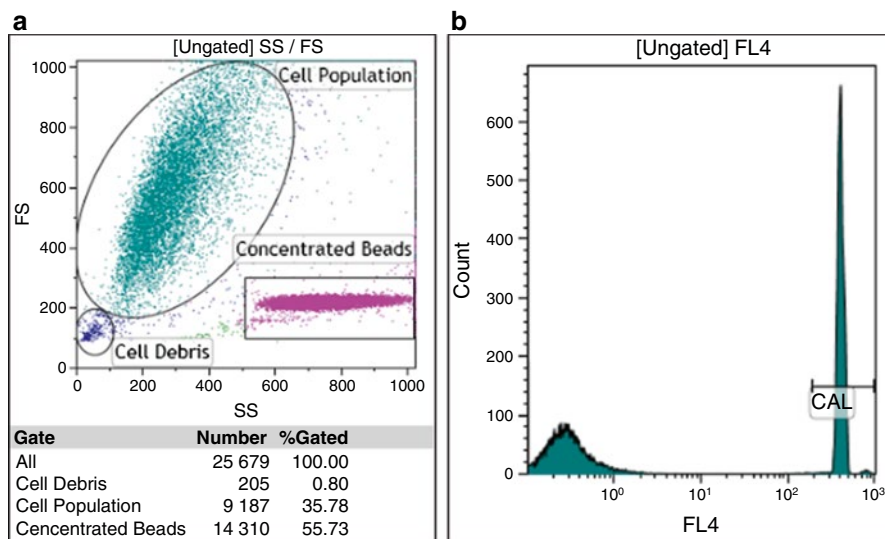 a
[Ungated] SS / FS
1000
800
600
400
200
0
FS
Cell Population
Concentrated Beads
Cell Debris
0 200 400 600 800 1000
SS
Gate Number %Gated
All 25 679 100.00
Cell Debris 205 0.80
Cell Population 9 187 35.78
Cencentrated Beads 14 310 55.73
b
[Ungated] FL4
600
500
400
300
200
100
0
Count
CAL
10⁰ 10¹ 10² 10³
FL4